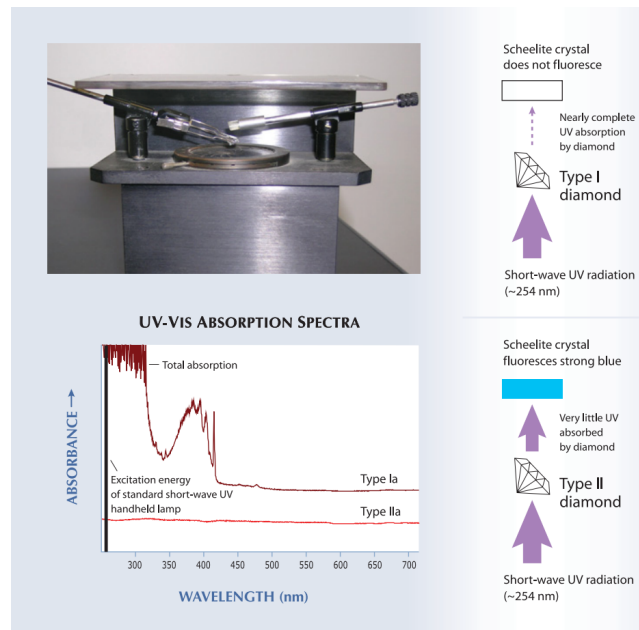 Scheelite crystal
does not fluoresce
Nearly complete
UV absorption
by diamond
Type I
diamond
Short-wave UV radiation
(~254 nm)
UV-VIS ABSORPTION SPECTRA
Total absorption
ABSORBANCE →
Excitation energy
of standard short-wave UV
handheld lamp
Type Ia
Type IIa
300 350 400 450 500 550 600 650 700
WAVELENGTH (nm)
Scheelite crystal
fluoresces strong blue
Very little UV
absorbed
by diamond
Type II
diamond
Short-wave UV radiation
(~254 nm)